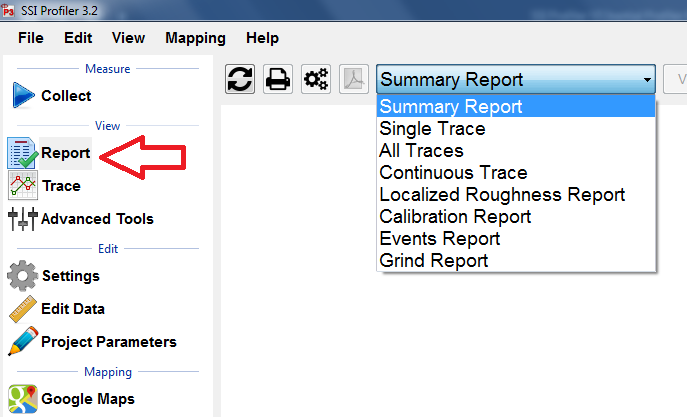 P3 SSI Profiler 3.2
File Edit View Mapping Help
Measure
Collect
View
Report
Trace
Advanced Tools
Edit
Settings
Edit Data
Project Parameters
Mapping
Google Maps
Summary Report
V
Summary Report
Single Trace
All Traces
Continuous Trace
Localized Roughness Report
Calibration Report
Events Report
Grind Report